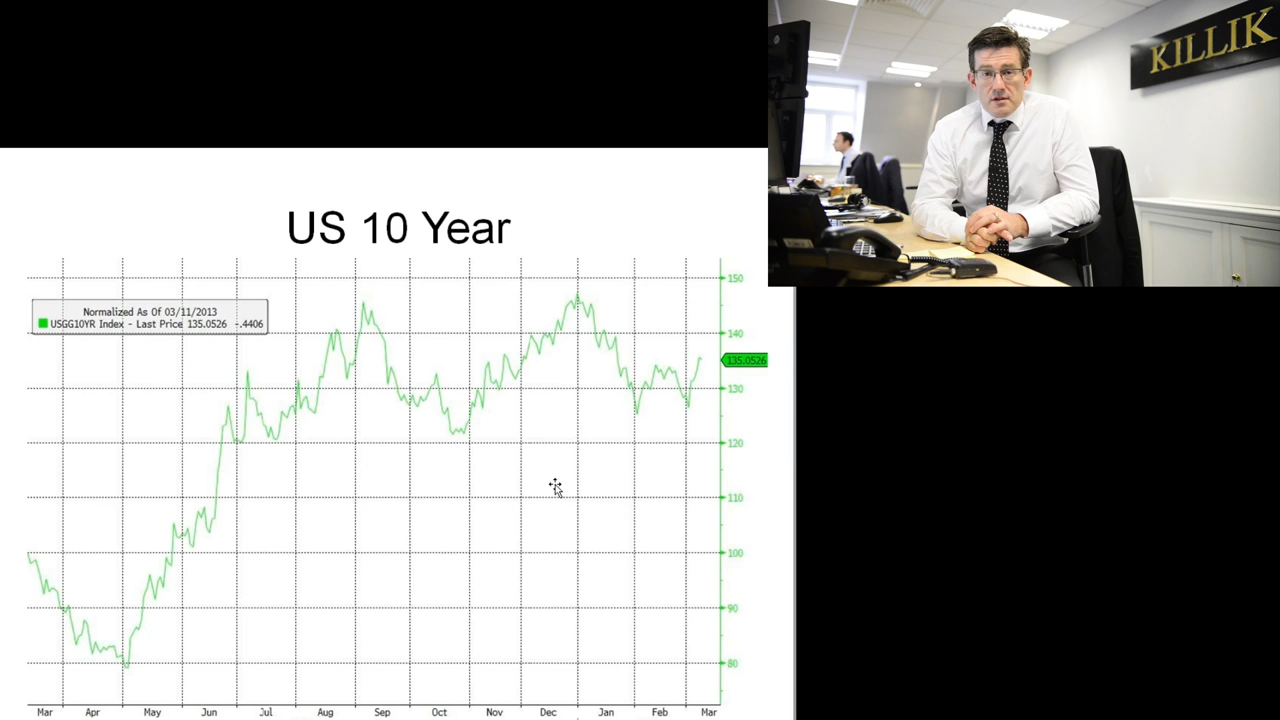 KILLIK
US 10 Year
Normalized As Of 03/11/2013
USGG10YR Index - Last Price 135.0526 -.4406
150
140
135.0526
130
120
110
100
90
80
Mar Apr May Jun Jul Aug Sep Oct Nov Dec Jan Feb Mar